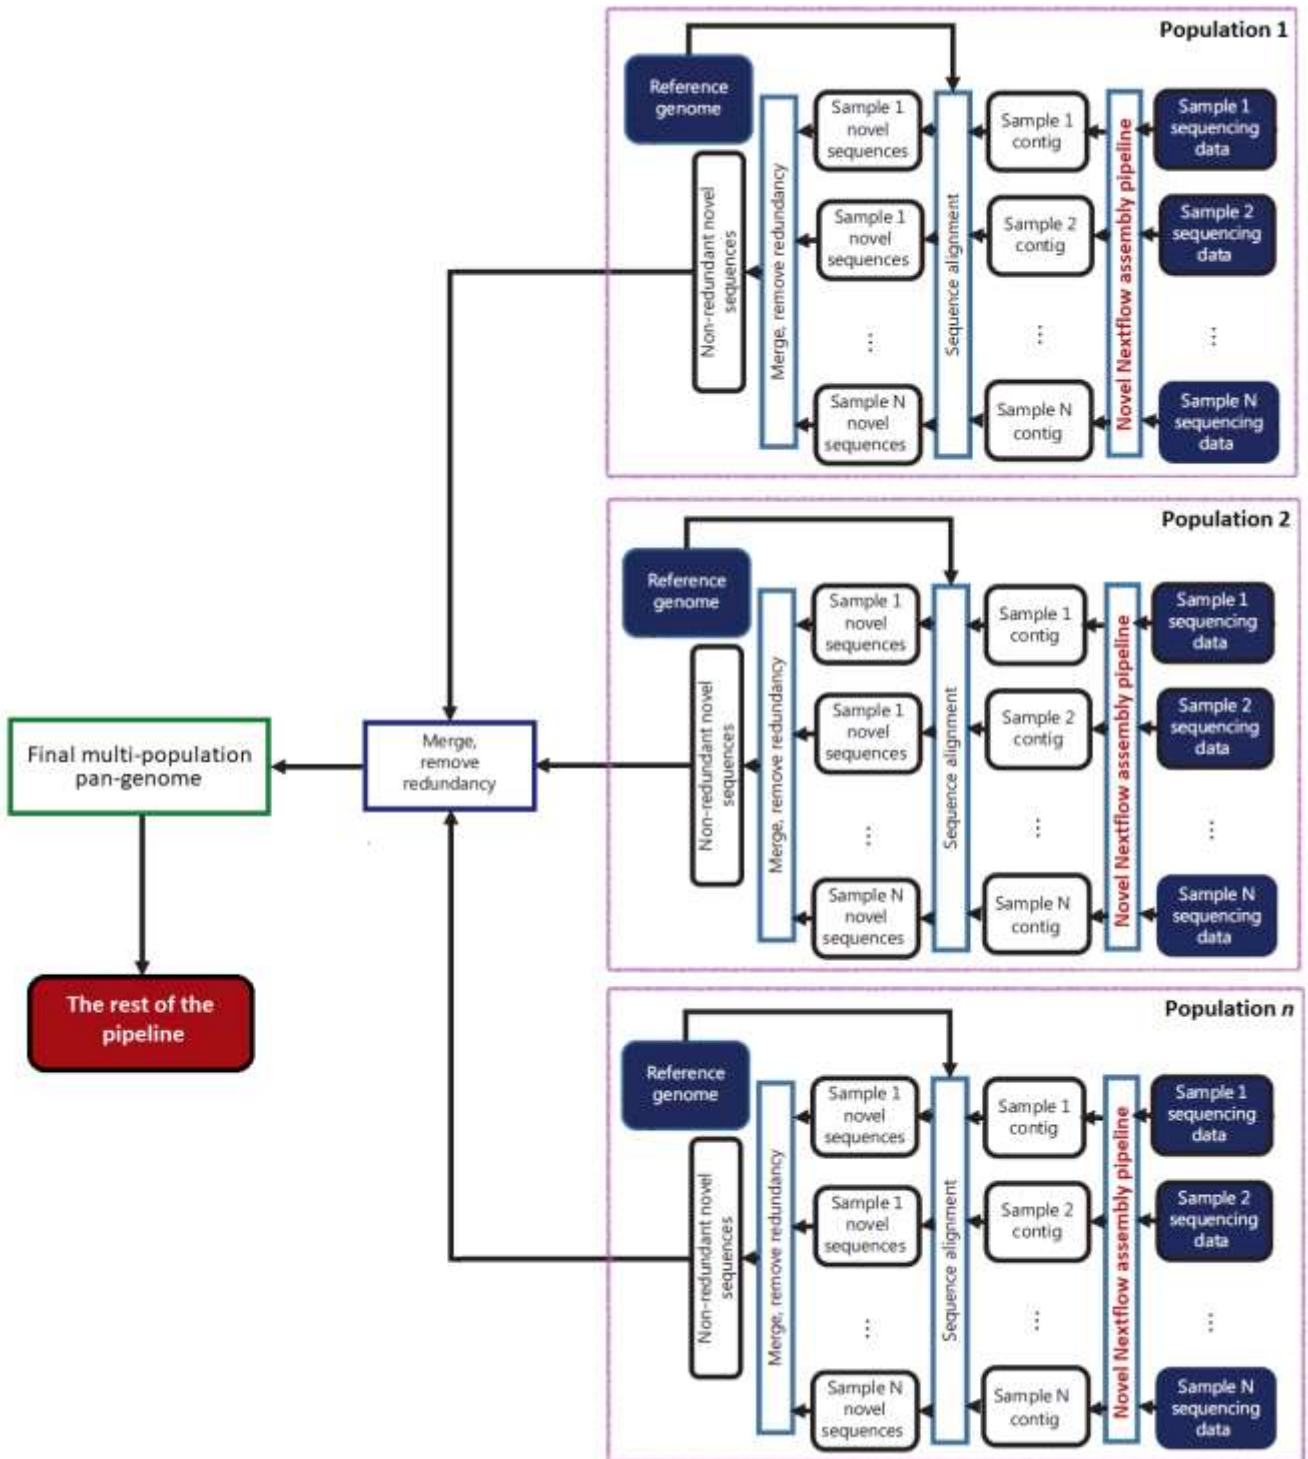 Population 1
Reference
genome
Sample 1
novel
sequences
Sample 1
contig
Sample 1
sequencing
data
Sample 1
novel
sequences
Sample 2
contig
Sample 2
sequencing
data
Non-redundant novel
sequences
Merge, remove redundancy
Sequence alignment
Novel Nextflow assembly pipeline
...
...
...
Sample N
novel
sequences
Sample N
contig
Sample N
sequencing
data
Population 2
Reference
genome
Sample 1
novel
sequences
Sample 1
contig
Sample 1
sequencing
data
Sample 1
novel
sequences
Sample 2
contig
Sample 2
sequencing
data
Non-redundant novel
sequences
Merge, remove redundancy
Sequence alignment
Novel Nextflow assembly pipeline
...
...
...
Sample N
novel
sequences
Sample N
contig
Sample N
sequencing
data
Merge,
remove
redundancy
Final multi-population
pan-genome
The rest of the
pipeline
Population n
Reference
genome
Sample 1
novel
sequences
Sample 1
contig
Sample 1
sequencing
data
Sample 1
novel
sequences
Sample 2
contig
Sample 2
sequencing
data
Non-redundant novel
sequences
Merge, remove redundancy
Sequence alignment
Novel Nextflow assembly pipeline
...
...
...
Sample N
novel
sequences
Sample N
contig
Sample N
sequencing
data